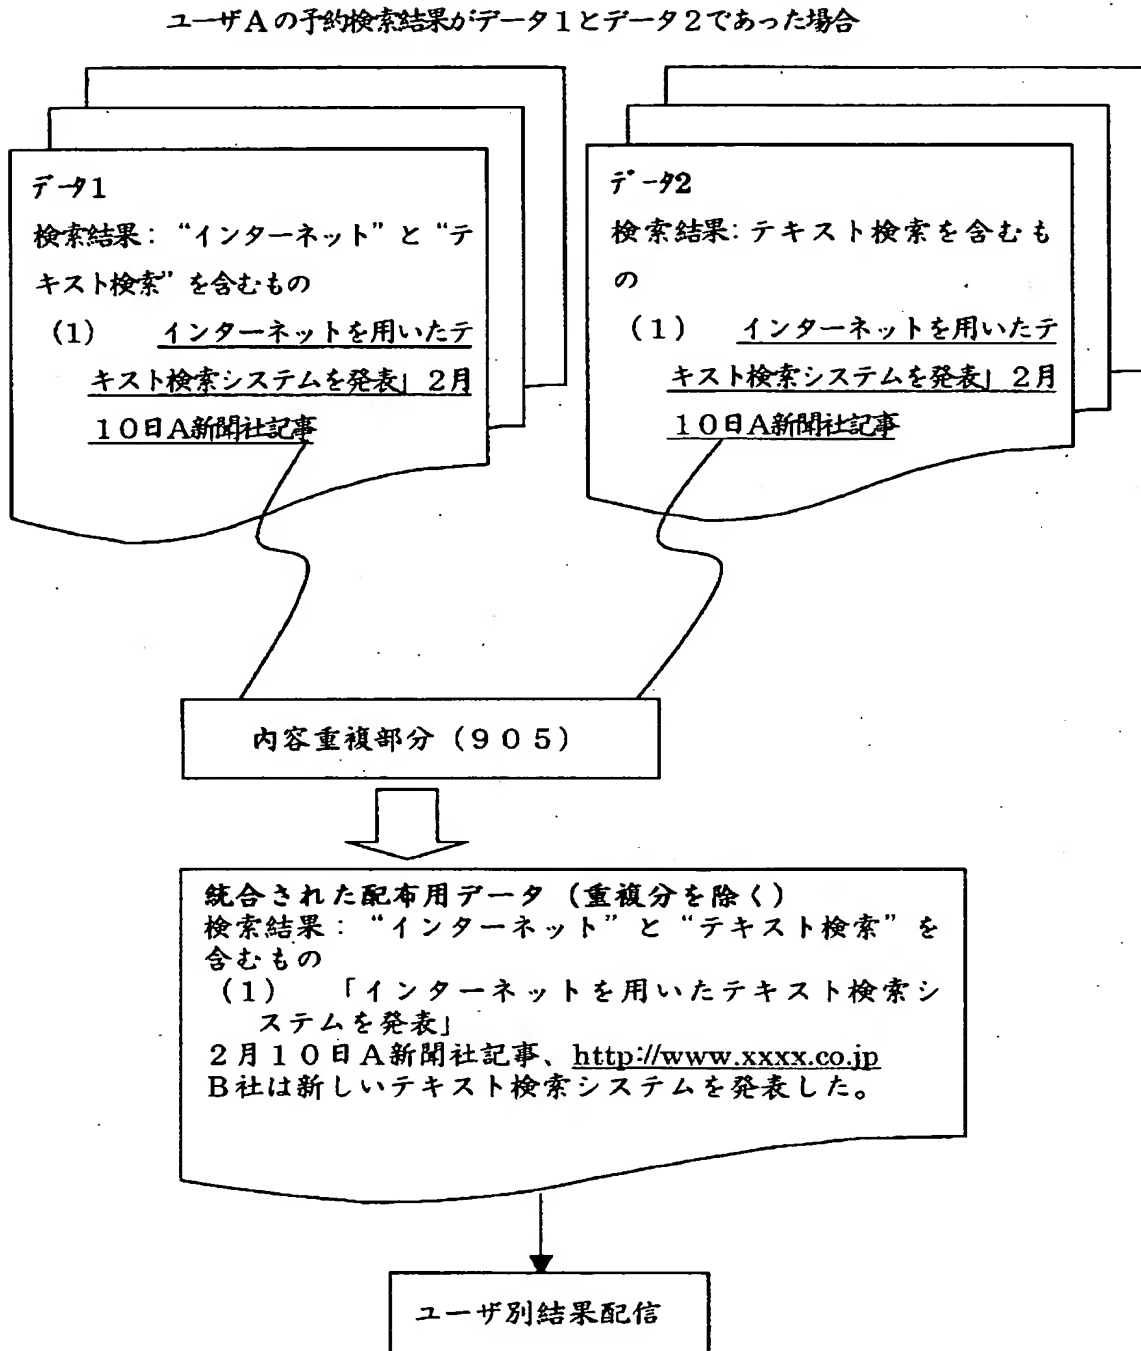 ユーザAの予約検索結果がデータ1とデータ2であった場合
データ1
検索結果：“インターネット”と“テ
キスト検索”を含むもの
(1)　インターネットを用いたテ
キスト検索システムを発表」2月
10日A新聞社記事
データ2
検索結果：テキスト検索を含むも
の
(1)　インターネットを用いたテ
キスト検索システムを発表」2月
10日A新聞社記事
内容重複部分（905）
統合された配布用データ（重複分を除く）
検索結果：“インターネット”と“テキスト検索”を
含むもの
(1)　「インターネットを用いたテキスト検索シ
ステムを発表」
2月10日A新聞社記事、http://www.xxxx.co.jp
B社は新しいテキスト検索システムを発表した。
ユーザ別結果配信